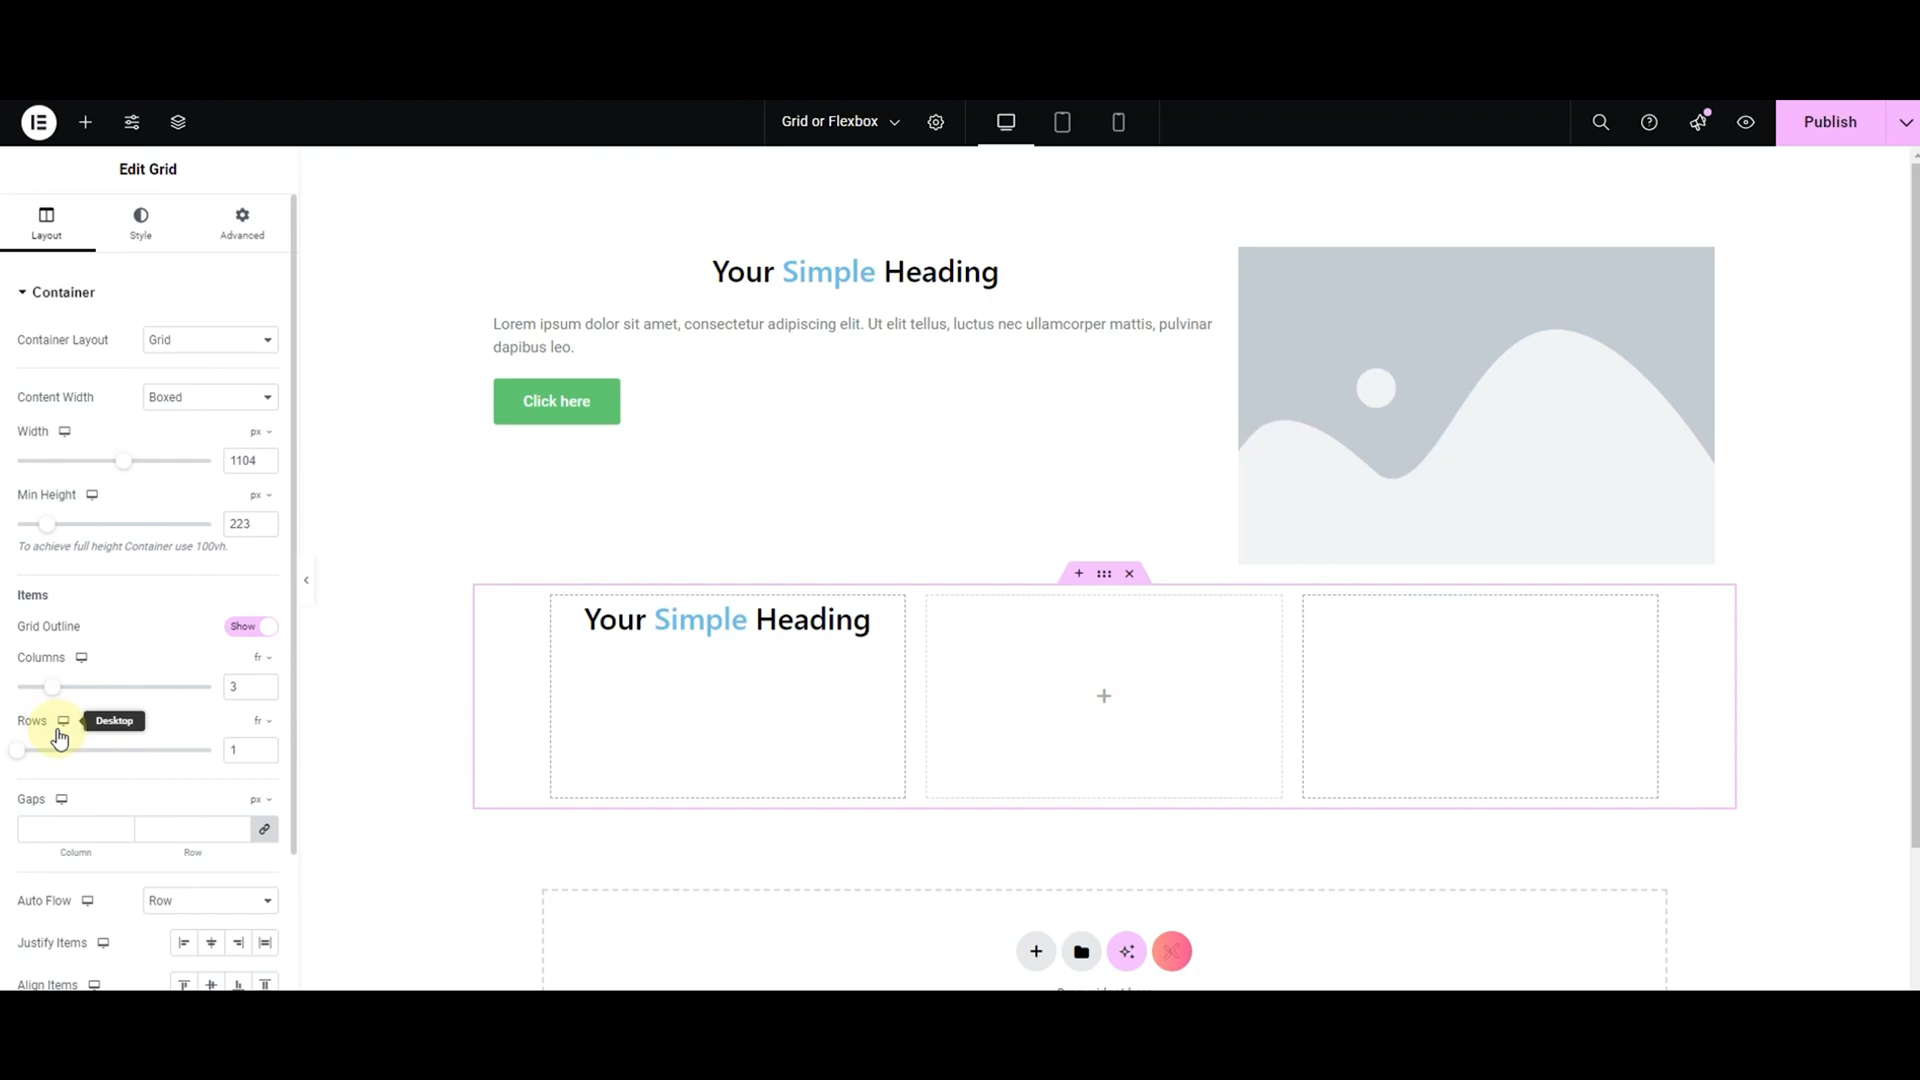 Grid or Flexbox
Publish
Edit Grid
Layout
Style
Advanced
Container
Container Layout
Grid
Content Width
Boxed
Width
px
1104
Min Height
px
223
To achieve full height Container use 100vh.
Items
Grid Outline
Show
Columns
fr
3
Rows
Desktop
fr
1
Gaps
px
Column
Row
Auto Flow
Row
Justify Items
Align Items
Your Simple Heading
Lorem ipsum dolor sit amet, consectetur adipiscing elit. Ut elit tellus, luctus nec ullamcorper mattis, pulvinar
dapibus leo.
Click here
Your Simple Heading